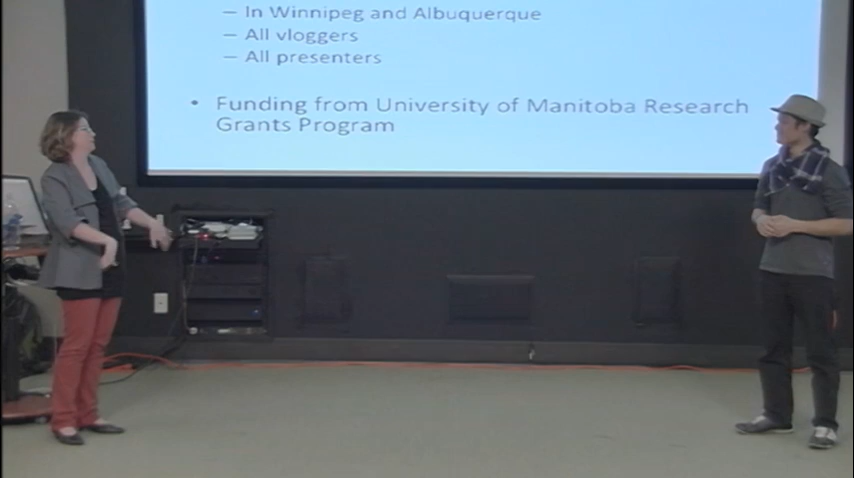 – In Winnipeg and Albuquerque
– All vloggers
– All presenters
• Funding from University of Manitoba Research
Grants Program